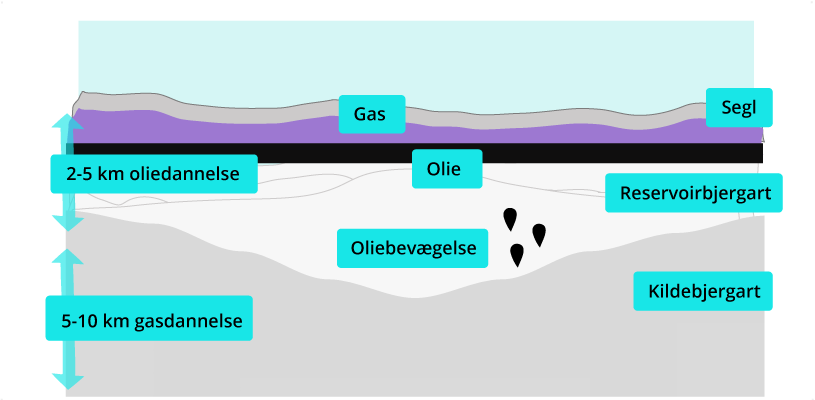 Segl
Gas
Olie
2-5 km oliedannelse
Reservoirbjergart
Oliebevægelse
Kildebjergart
5-10 km gasdannelse